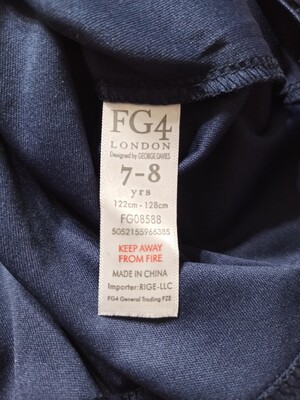 FG4
LONDON
Designed by GEORGE DAVIES
7-8
yrs
122cm - 128cm
FG08588
5052155966385
KEEP AWAY
FROM FIRE
MADE IN CHINA
Importer: RIGE-LLC
FG4 General Trading FZE